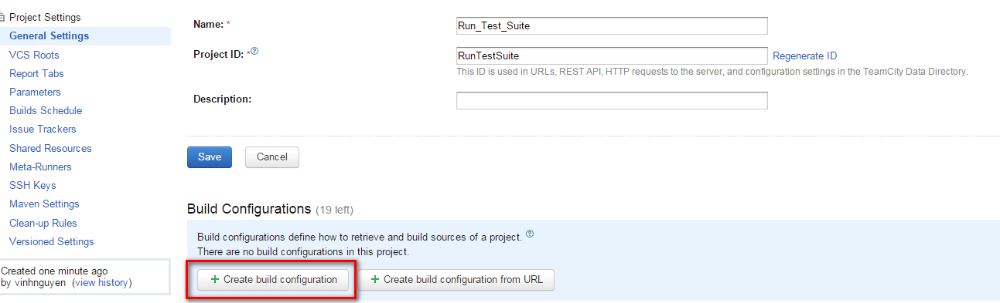 Project Settings
General Settings
VCS Roots
Report Tabs
Parameters
Builds Schedule
Issue Trackers
Shared Resources
Meta-Runners
SSH Keys
Maven Settings
Clean-up Rules
Versioned Settings
Created one minute ago
by vinhnguyen (view history)
Name: * Run_Test_Suite
Project ID: *? RunTestSuite Regenerate ID
This ID is used in URLs, REST API, HTTP requests to the server, and configuration settings in the TeamCity Data Directory.
Description:
Save Cancel
Build Configurations (19 left)
Build configurations define how to retrieve and build sources of a project. ?
There are no build configurations in this project.
+ Create build configuration + Create build configuration from URL